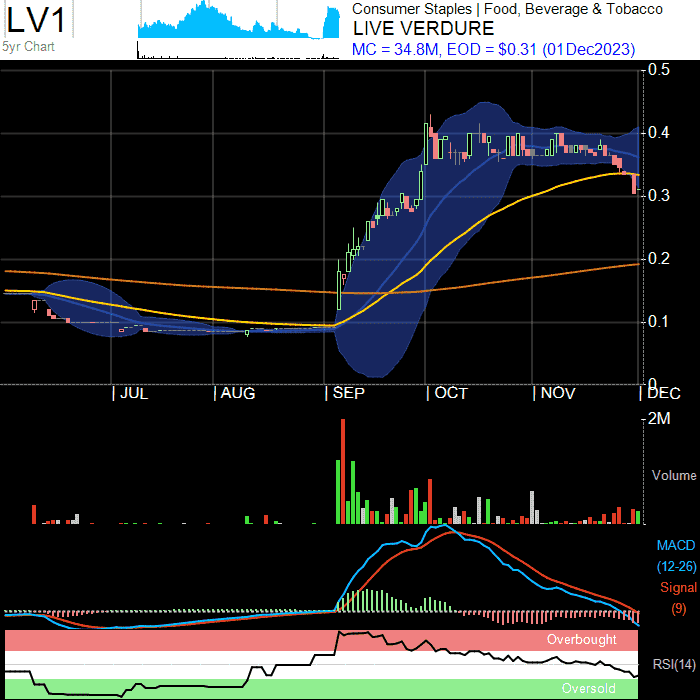 LV1
5yr Chart
Consumer Staples | Food, Beverage & Tobacco
LIVE VERDURE
MC = 34.8M, EOD = $0.31 (01Dec2023)
0.5
0.4
0.3
0.2
0.1
0
| JUL | AUG | SEP | OCT | NOV | DEC
2M
Volume
MACD
(12-26)
Signal
(9)
Overbought
RSI(14)
Oversold